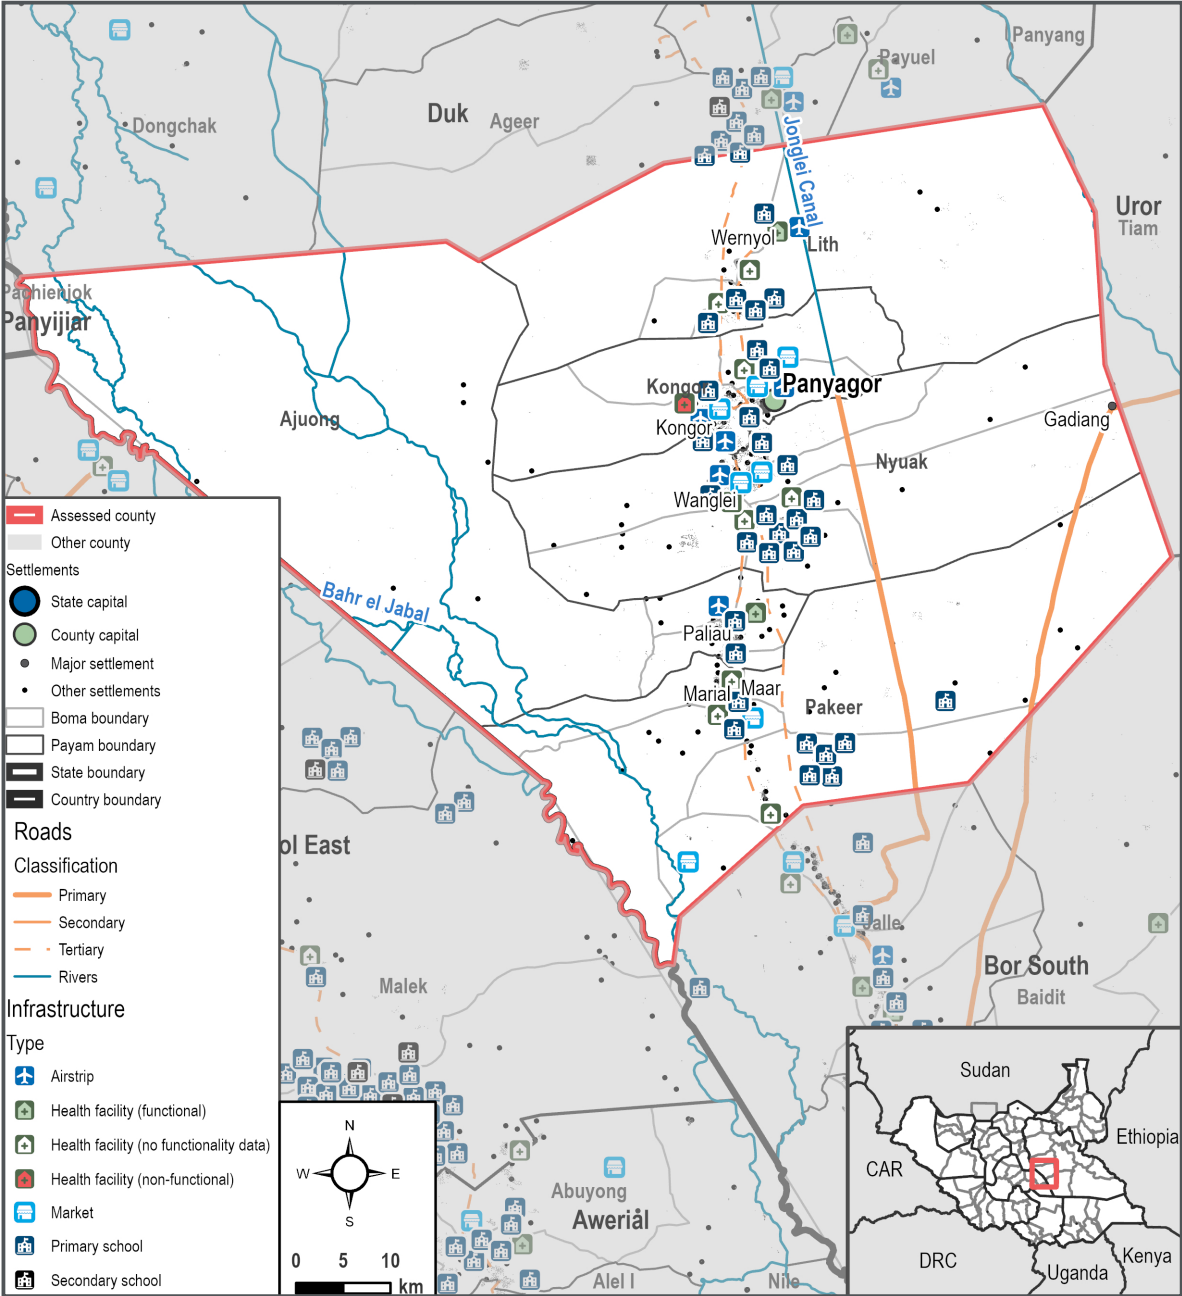 Panyang
Payuel
Duk
Ageer
Dongchak
Jonglei Canal
Uror
Tiam
Wernyol
Lith
Pachienjok
Panyijiar
Kongor
Panyagor
Ajuong
Kongor
Gadiang
Nyuak
Wanglei
Bahr el Jabal
Paliau
Marial
Maar
Pakeer
ol East
Jalle
Malek
Bor South
Baidit
Abuyong
Aweriål
Alel I
Nile
Assessed county
Other county
Settlements
State capital
County capital
Major settlement
Other settlements
Boma boundary
Payam boundary
State boundary
Country boundary
Roads
Classification
Primary
Secondary
Tertiary
Rivers
Infrastructure
Type
Airstrip
Health facility (functional)
Health facility (no functionality data)
Health facility (non-functional)
Market
Primary school
Secondary school
N
W E
S
0 5 10
km
Sudan
Ethiopia
CAR
DRC
Uganda
Kenya